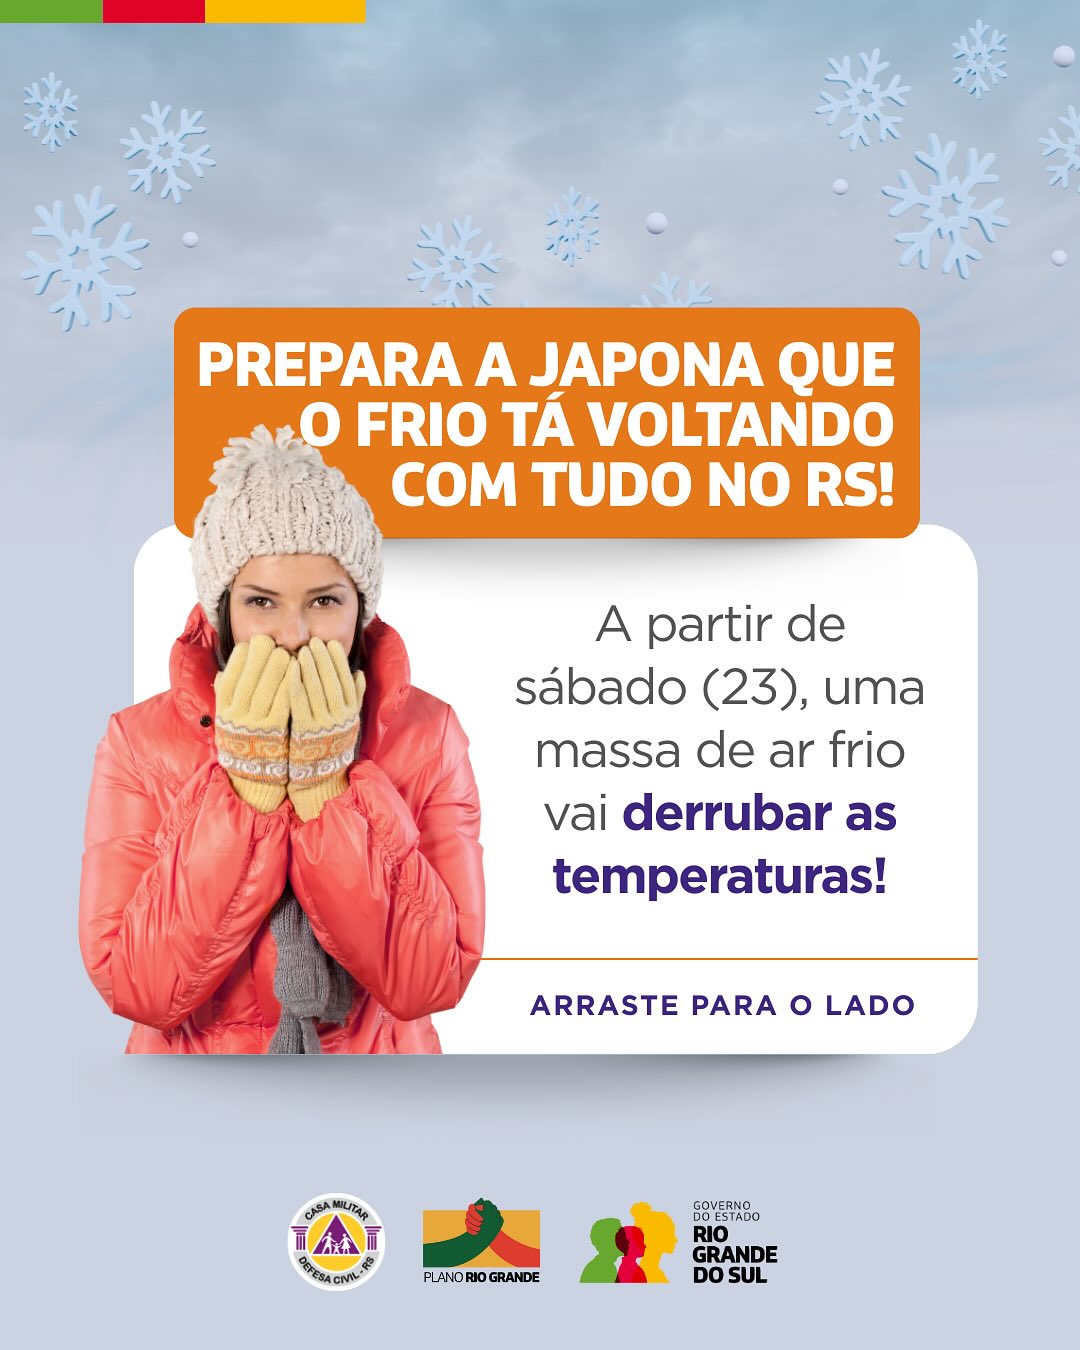 PREPARA A JAPONA QUE
O FRIO TÁ VOLTANDO
COM TUDO NO RS!
A partir de
sábado (23), uma
massa de ar frio
vai derrubar as
temperaturas!
ARRASTE PARA O LADO
CASA MILITAR
DEFESA CIVIL - RS
PLANO RIO GRANDE
GOVERNO
DO ESTADO
RIO
GRANDE
DO SUL